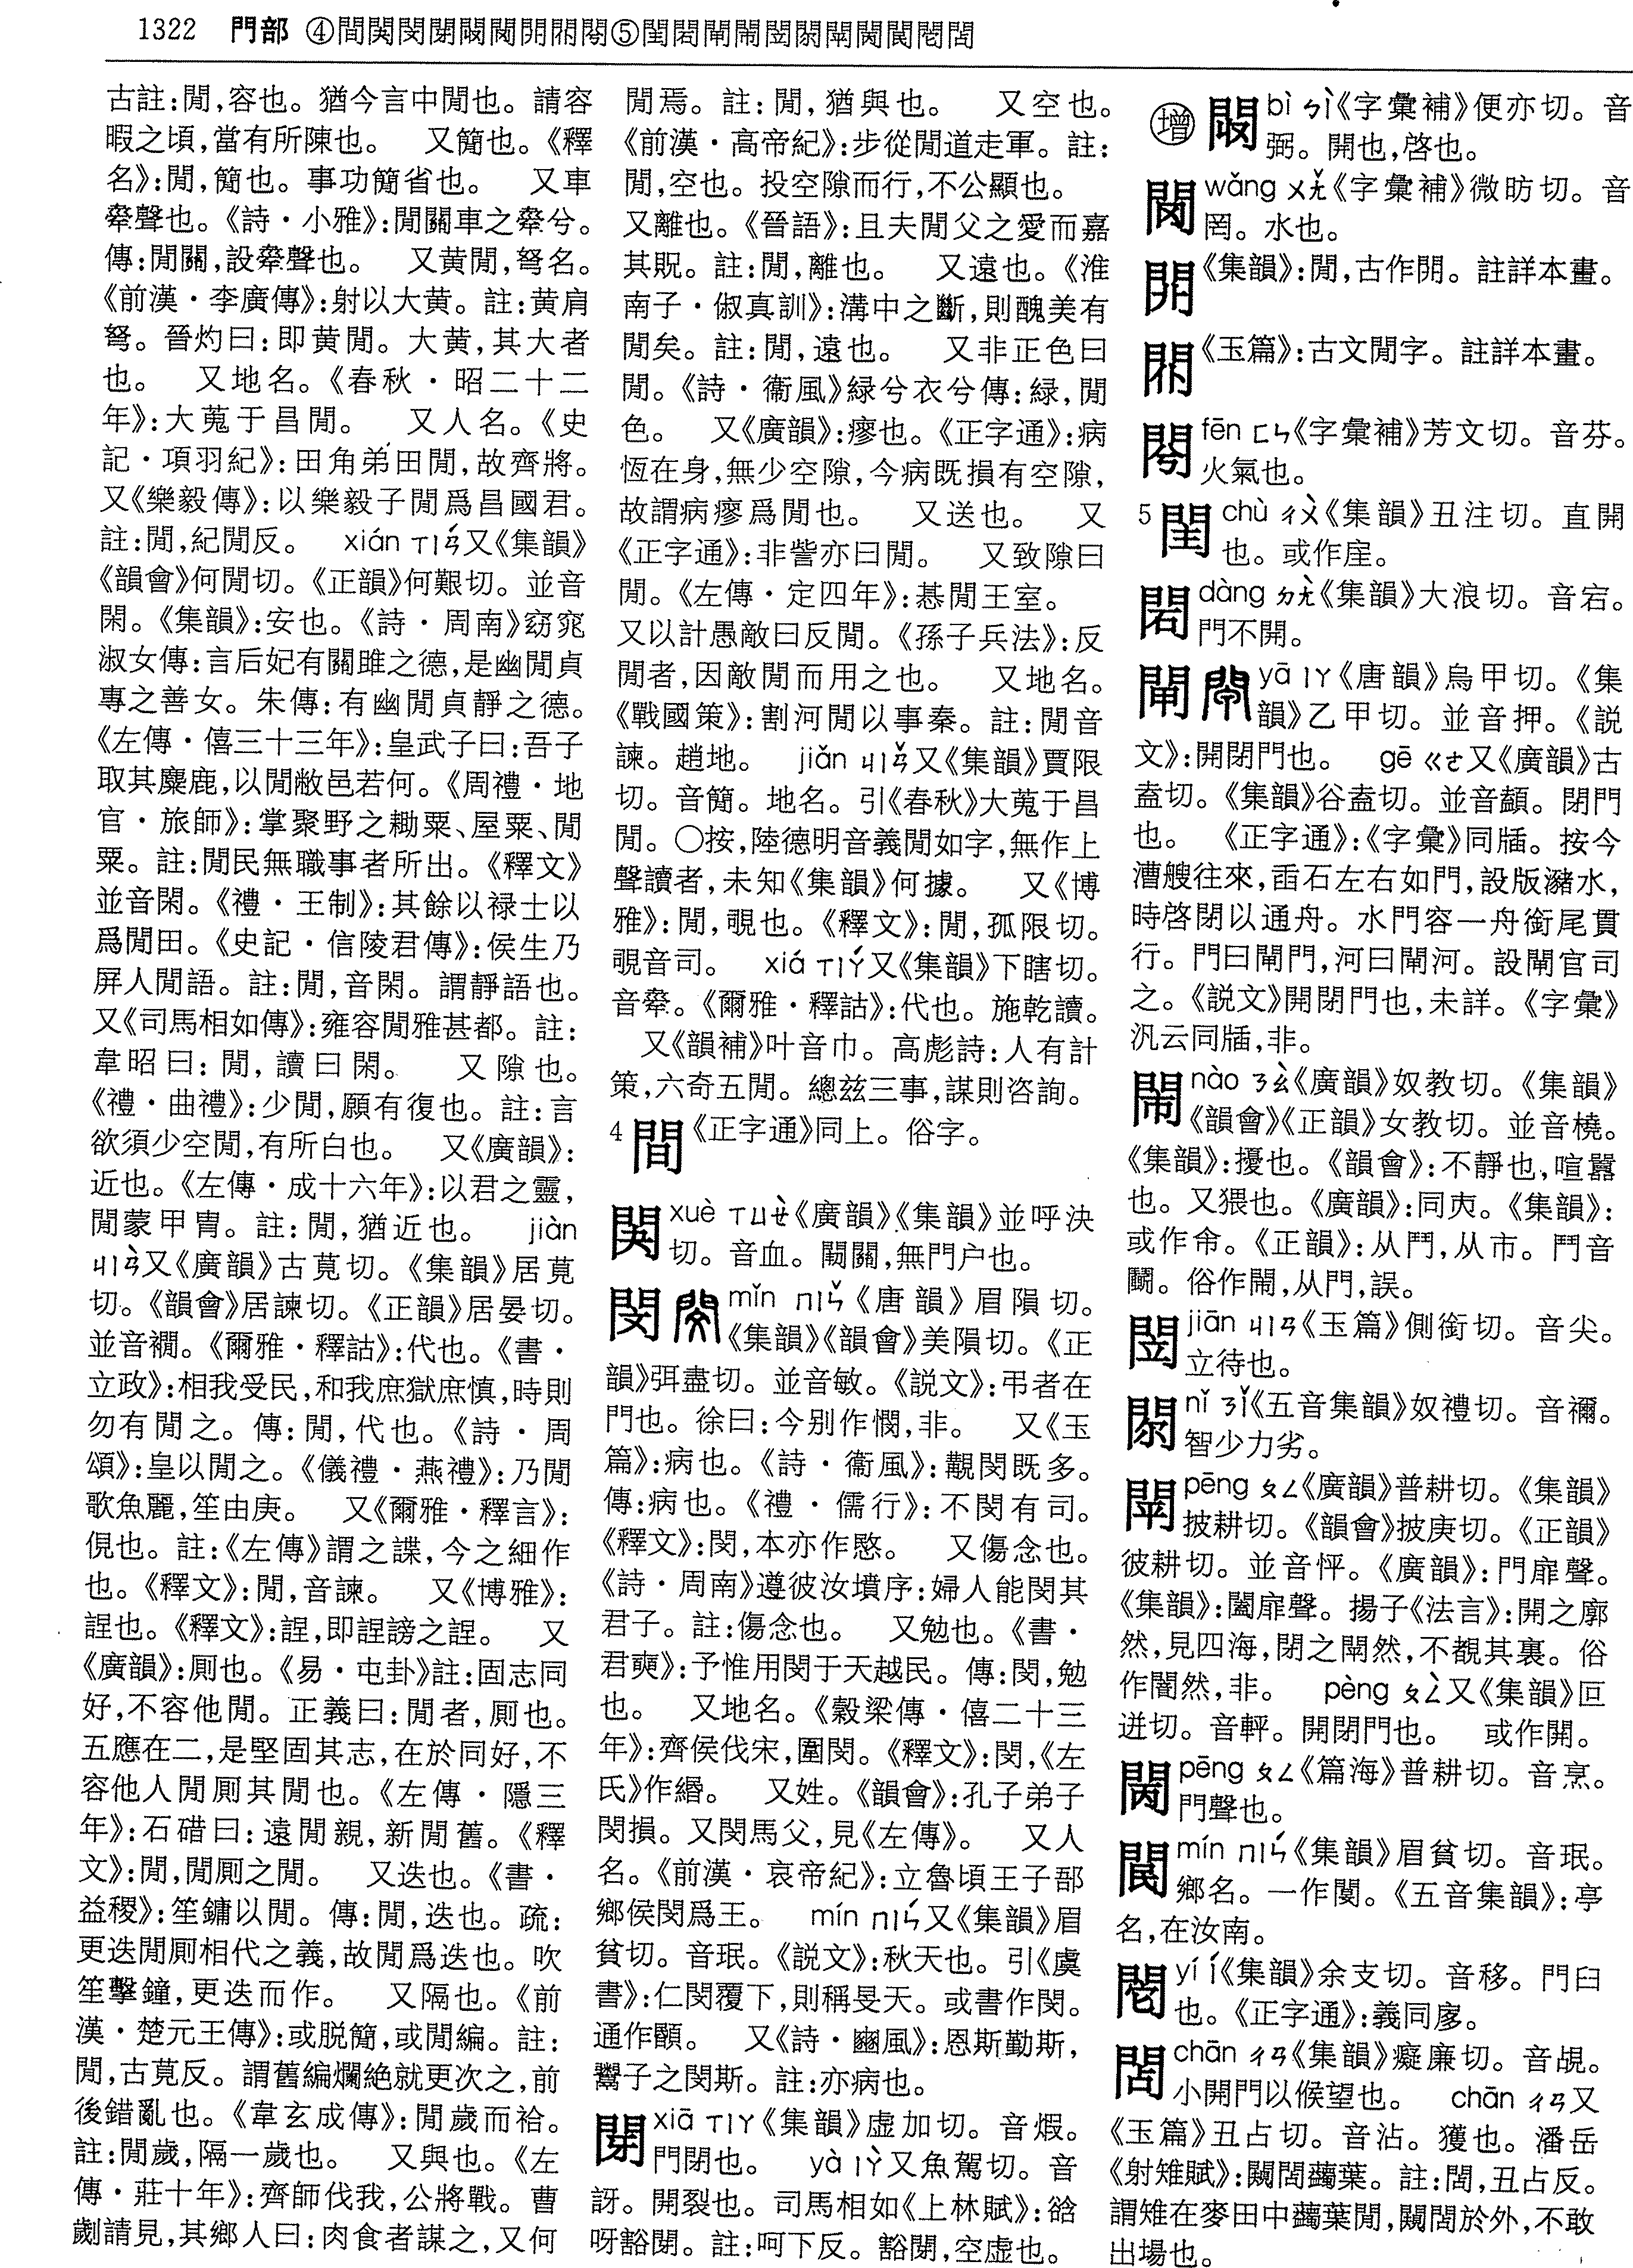 1322 門部 ④間䦑閔閉䦉閍開閒閖⑤閨閊閘閙閚閷閛閡閺閣閭
古註:閒,容也。猶今言中閒也。請容
暇之頃,當有所陳也。 又簡也。《釋
名》:閒,簡也。事功簡省也。 又車
舝聲也。《詩·小雅》:閒關車之舝兮。
傳:閒關,設舝聲也。 又黄閒,弩名。
《前漢·李廣傳》:射以大黄。註:黄肩
弩。晉灼曰:即黄閒。大黄,其大者
也。 又地名。《春秋·昭二十二
年》:大蒐于昌閒。 又人名。《史
記·項羽紀》:田角弟田閒,故齊將。
又《樂毅傳》:以樂毅子閒爲昌國君。
註:閒,紀閒反。 xián ㄒㄧㄢˊ又《集韻》
《韻會》何閒切。《正韻》何艱切。並音
閑。《集韻》:安也。《詩·周南》窈窕
淑女傳:言后妃有關雎之德,是幽閒貞
專之善女。朱傳:有幽閒貞靜之德。
《左傳·僖三十三年》:皇武子曰:吾子
取其麋鹿,以閒敝邑若何。《周禮·地
官·旅師》:掌聚野之耡粟、屋粟、閒
粟。註:閒民無職事者所出。《釋文》
並音閑。《禮·王制》:其餘以禄士以
爲閒田。《史記·信陵君傳》:侯生乃
屏人閒語。註:閒,音閑。謂靜語也。
又《司馬相如傳》:雍容閒雅甚都。註:
韋昭曰:閒,讀曰閑。 又隙也。
《禮·曲禮》:少閒,願有復也。註:言
欲須少空閒,有所白也。 又《廣韻》:
近也。《左傳·成十六年》:以君之靈,
閒蒙甲冑。註:閒,猶近也。 jiàn
ㄐㄧㄢˋ又《廣韻》古莧切。《集韻》居莧
切。《韻會》居諫切。《正韻》居晏切。
並音襇。《爾雅·釋詁》:代也。《書·
立政》:相我受民,和我庶獄庶慎,時則
勿有閒之。傳:閒,代也。《詩·周
頌》:皇以閒之。《儀禮·燕禮》:乃閒
歌魚麗,笙由庚。 又《爾雅·釋言》:
俔也。註:《左傳》謂之諜,今之細作
也。《釋文》:閒,音諫。 又《博雅》:
䛘也。《釋文》:䛘,即䛘謗之䛘。 又
《廣韻》:厠也。《易·屯卦》註:固志同
好,不容他閒。正義曰:閒者,厠也。
五應在二,是堅固其志,在於同好,不
容他人閒厠其閒也。《左傳·隱三
年》:石碏曰:遠閒親,新閒舊。《釋
文》:閒,閒厠之閒。 又迭也。《書·
益稷》:笙鏞以閒。傳:閒,迭也。疏:
更迭閒厠相代之義,故閒爲迭也。吹
笙擊鐘,更迭而作。 又隔也。《前
漢·楚元王傳》:或脱簡,或閒編。註:
閒,古莧反。謂舊編爛絶就更次之,前
後錯亂也。《韋玄成傳》:閒歲而祫。
註:閒歲,隔一歲也。 又與也。《左
傳·莊十年》:齊師伐我,公將戰。曹
劌請見,其鄉人曰:肉食者謀之,又何
閒焉。註:閒,猶與也。 又空也。
《前漢·高帝紀》:步從閒道走軍。註:
閒,空也。投空隙而行,不公顯也。
又離也。《晉語》:且夫閒父之愛而嘉
其貺。註:閒,離也。 又遠也。《淮
南子·俶真訓》:溝中之斷,則醜美有
閒矣。註:閒,遠也。 又非正色曰
閒。《詩·衞風》緑兮衣兮傳:緑,閒
色。 又《廣韻》:瘳也。《正字通》:病
恆在身,無少空隙,今病既損有空隙,
故謂病瘳爲閒也。 又送也。 又
《正字通》:非訾亦曰閒。 又致隙曰
閒。《左傳·定四年》:惎閒王室。
又以計愚敵曰反閒。《孫子兵法》:反
閒者,因敵閒而用之也。 又地名。
《戰國策》:割河閒以事秦。註:閒音
諫。趙地。 jiǎn ㄐㄧㄢˇ又《集韻》賈限
切。音簡。地名。引《春秋》大蒐于昌
閒。〇按,陸德明音義閒如字,無作上
聲讀者,未知《集韻》何據。 又《博
雅》:閒,覗也。《釋文》:閒,孤限切。
覗音司。 xiá ㄒㄧㄚˊ又《集韻》下瞎切。
音舝。《爾雅·釋詁》:代也。施乾讀。
又《韻補》叶音巾。高彪詩:人有計
策,六奇五閒。總兹三事,謀則咨詢。
4 間《正字通》同上。俗字。
䦑 xuè ㄒㄩㄝˋ《廣韻》《集韻》並呼決
切。音血。闚闞,無門户也。
閔 mǐn ㄇㄧㄣˇ《唐韻》眉隕切。
《集韻》《韻會》美隕切。《正
韻》弭盡切。並音敏。《説文》:弔者在
門也。徐曰:今别作憫,非。 又《玉
篇》:病也。《詩·衞風》:覯閔既多。
傳:病也。《禮·儒行》:不閔有司。
《釋文》:閔,本亦作愍。 又傷念也。
《詩·周南》遵彼汝墳序:婦人能閔其
君子。註:傷念也。 又勉也。《書·
君奭》:予惟用閔于天越民。傳:閔,勉
也。 又地名。《穀梁傳·僖二十三
年》:齊侯伐宋,圍閔。《釋文》:閔,《左
氏》作緡。 又姓。《韻會》:孔子弟子
閔損。又閔馬父,見《左傳》。 又人
名。《前漢·哀帝紀》:立魯頃王子郚
鄉侯閔爲王。 mín ㄇㄧㄣˊ又《集韻》眉
貧切。音珉。《説文》:秋天也。引《虞
書》:仁閔覆下,則稱旻天。或書作閔。
通作䫒。 又《詩·豳風》:恩斯勤斯,
鬻子之閔斯。註:亦病也。
xiā ㄒㄧㄚ《集韻》虚加切。音煆。
門閉也。 yà ㄧㄚˋ又魚駕切。音
訝。開裂也。司馬相如《上林賦》:谽
呀豁閕。註:呵下反。豁閕,空虚也。
增 bì ㄅㄧˋ《字彙補》便亦切。音
弼。開也,啓也。
wǎng ㄨㄤˇ《字彙補》微昉切。音
罔。水也。
《集韻》:閒,古作閞。註詳本畫。
《玉篇》:古文閒字。註詳本畫。
fēn ㄈㄣ《字彙補》芳文切。音芬。
火氣也。
5 chù ㄔㄨˋ《集韻》丑注切。直開
也。或作𡉟。
dàng ㄉㄤˋ《集韻》大浪切。音宕。
門不開。
閘 yā ㄧㄚ《唐韻》烏甲切。《集
韻》乙甲切。並音押。《説
文》:開閉門也。 gē ㄍㄜ又《廣韻》古
盍切。《集韻》谷盍切。並音顜。閉門
也。 《正字通》:《字彙》同牐。按今
漕艘往來,臿石左右如門,設版瀦水,
時啓閉以通舟。水門容一舟銜尾貫
行。門曰閘門,河曰閘河。設閘官司
之。《説文》開閉門也,未詳。《字彙》
汎云同牐,非。
閙 nào ㄋㄠˋ《廣韻》奴教切。《集韻》
《韻會》《正韻》女教切。並音橈。
《集韻》:擾也。《韻會》:不靜也,喧囂
也。又猥也。《廣韻》:同㕰。《集韻》:
或作㑹。《正韻》:从鬥,从市。鬥音
鬭。俗作閙,从門,誤。
jiān ㄐㄧㄢ《玉篇》側銜切。音尖。
立待也。
nǐ ㄋㄧˇ《五音集韻》奴禮切。音禰。
智少力劣。
閛 pēng ㄆㄥ《廣韻》普耕切。《集韻》
披耕切。《韻會》披庚切。《正韻》
彼耕切。並音怦。《廣韻》:門扉聲。
《集韻》:闔扉聲。揚子《法言》:開之廓
然,見四海,閉之閛然,不覩其裏。俗
作闇然,非。 pèng ㄆㄥˋ又《集韻》叵
迸切。音軯。開閉門也。 或作閞。
pēng ㄆㄥ《篇海》普耕切。音烹。
門聲也。
mín ㄇㄧㄣˊ《集韻》眉貧切。音珉。
鄉名。一作閿。《五音集韻》:亭
名,在汝南。
yí ㄧˊ《集韻》余支切。音移。門臼
也。《正字通》:義同扅。
chān ㄔㄢ《集韻》癡廉切。音覘。
小開門以候望也。 chān ㄔㄢ又
《玉篇》丑占切。音沾。獲也。潘岳
《射雉賦》:闚䦓䕰葉。註:䦓,丑占反。
謂雉在麥田中䕰葉閒,闚䦓於外,不敢
出場也。